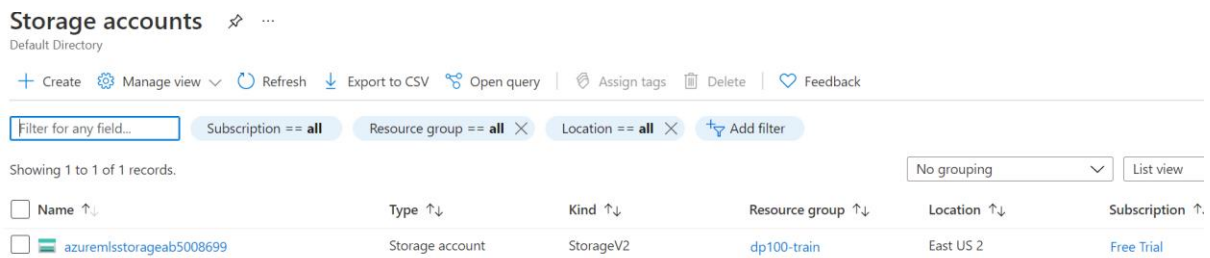 Storage accounts ...
Default Directory
+ Create Manage view Refresh Export to CSV Open query Assign tags Delete Feedback
Filter for any field... Subscription == all Resource group == all Location == all Add filter
Showing 1 to 1 of 1 records. No grouping List view
Name ↑↓ Type ↑↓ Kind ↑↓ Resource group ↑↓ Location ↑↓ Subscription ↑
azuremlsstorageab5008699 Storage account StorageV2 dp100-train East US 2 Free Trial